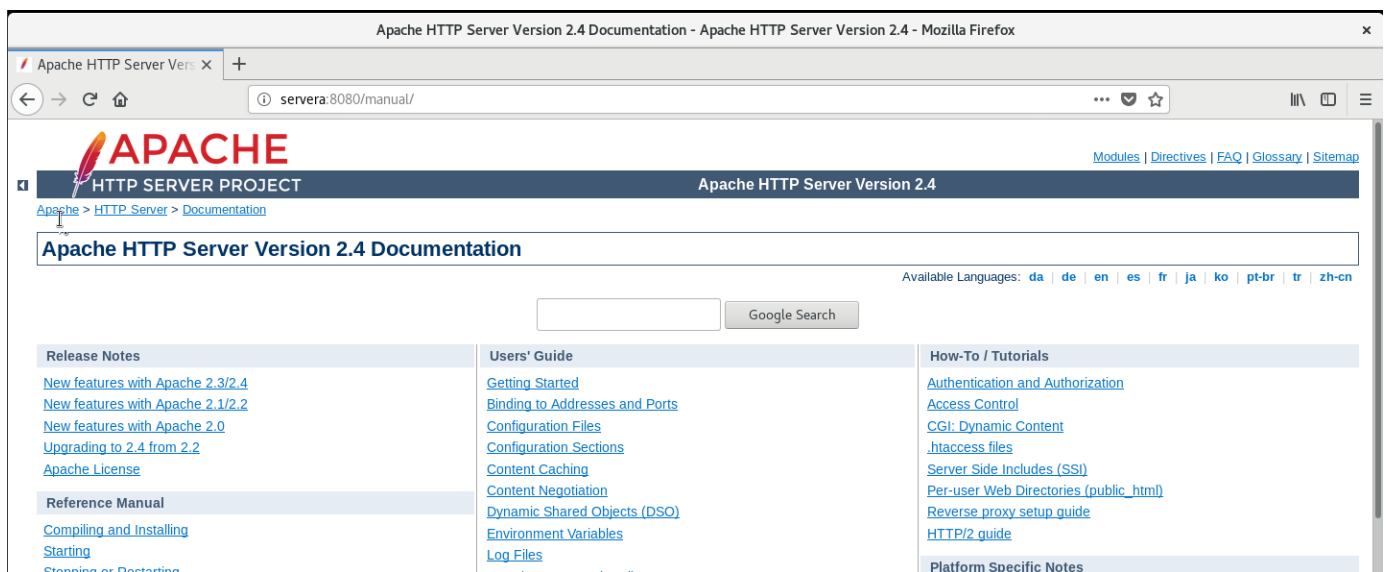 Apache HTTP Server Version 2.4 Documentation - Apache HTTP Server Version 2.4 - Mozilla Firefox
Apache HTTP Server Vers
servera:8080/manual/
APACHE
HTTP SERVER PROJECT
Modules | Directives | FAQ | Glossary | Sitemap
Apache HTTP Server Version 2.4
Apache > HTTP Server > Documentation
Apache HTTP Server Version 2.4 Documentation
Available Languages: da | de | en | es | fr | ja | ko | pt-br | tr | zh-cn
Google Search
Release Notes
New features with Apache 2.3/2.4
New features with Apache 2.1/2.2
New features with Apache 2.0
Upgrading to 2.4 from 2.2
Apache License
Reference Manual
Compiling and Installing
Starting
Stopping or Restarting
Users' Guide
Getting Started
Binding to Addresses and Ports
Configuration Files
Configuration Sections
Content Caching
Content Negotiation
Dynamic Shared Objects (DSO)
Environment Variables
Log Files
How-To / Tutorials
Authentication and Authorization
Access Control
CGI: Dynamic Content
.htaccess files
Server Side Includes (SSI)
Per-user Web Directories (public_html)
Reverse proxy setup guide
HTTP/2 guide
Platform Specific Notes